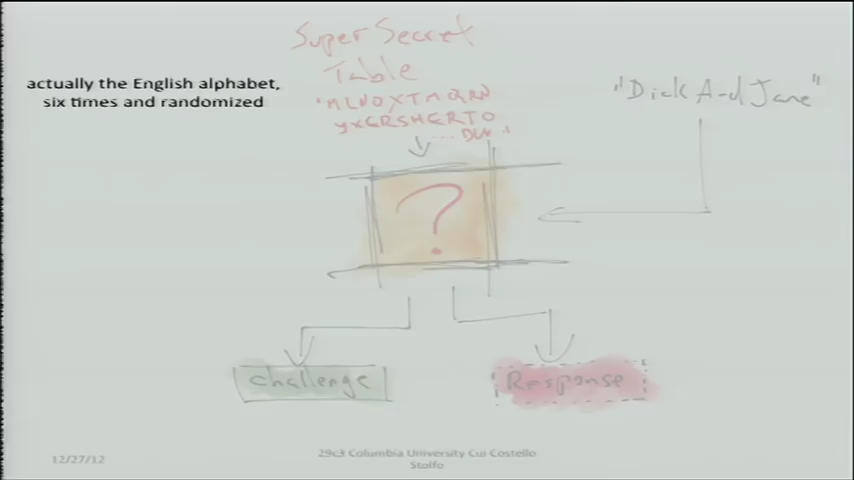 Super Secret
Table
actually the English alphabet,
six times and randomized
"Dick And Jane"
?
challenge
Response
12/27/12
29c3 Columbia University Cui Costello
Stolfo